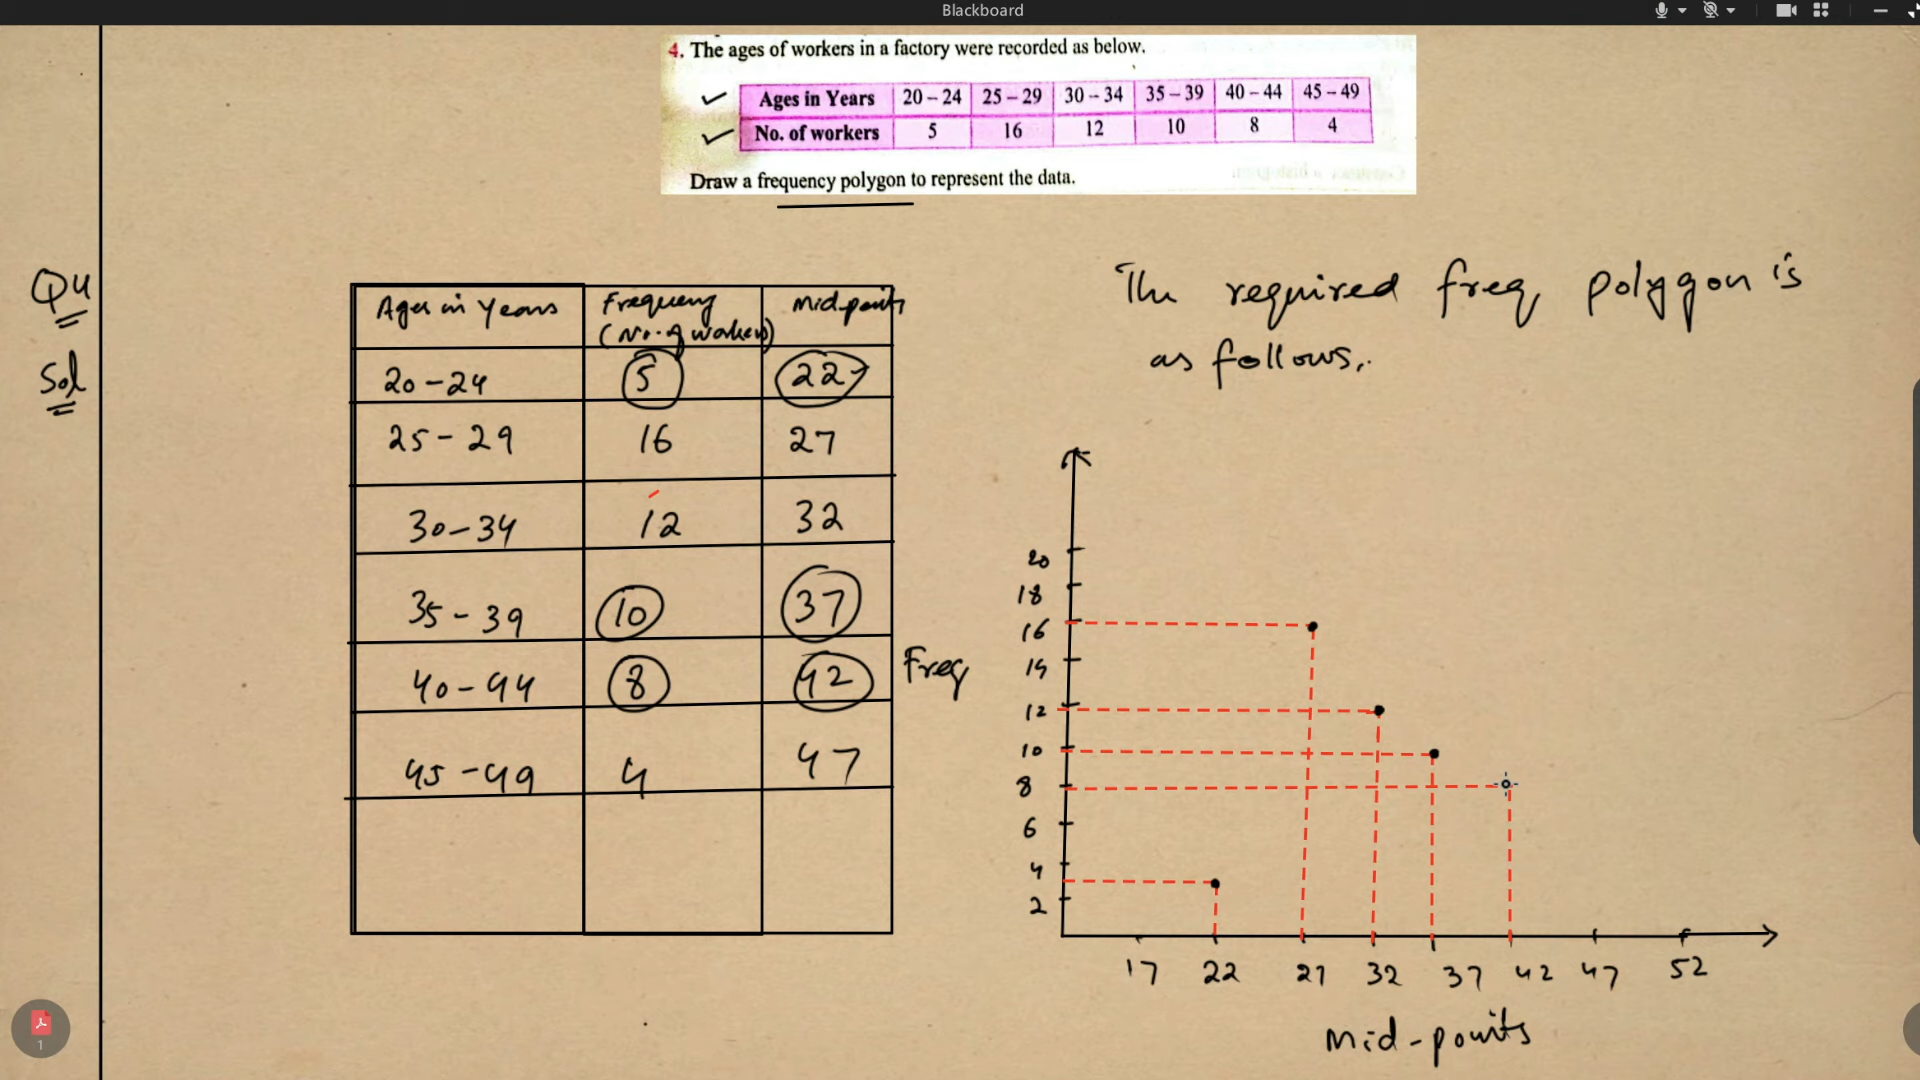 Blackboard
4. The ages of workers in a factory were recorded as below.
Ages in Years 20 – 24 25 – 29 30 – 34 35 – 39 40 – 44 45 – 49
No. of workers 5 16 12 10 8 4
Draw a frequency polygon to represent the data.
Q4
Sol
Ages in Years Frequency Mid points
(No. of workers)
20 - 24 5 22
25 - 29 16 27
30 - 34 12 32
35 - 39 10 37
40 - 44 8 42
45 - 49 4 47
The required freq polygon is
as follows,.
Freq
20
18
16
14
12
10
8
6
4
2
17 22 27 32 37 42 47 52
Mid-points
1